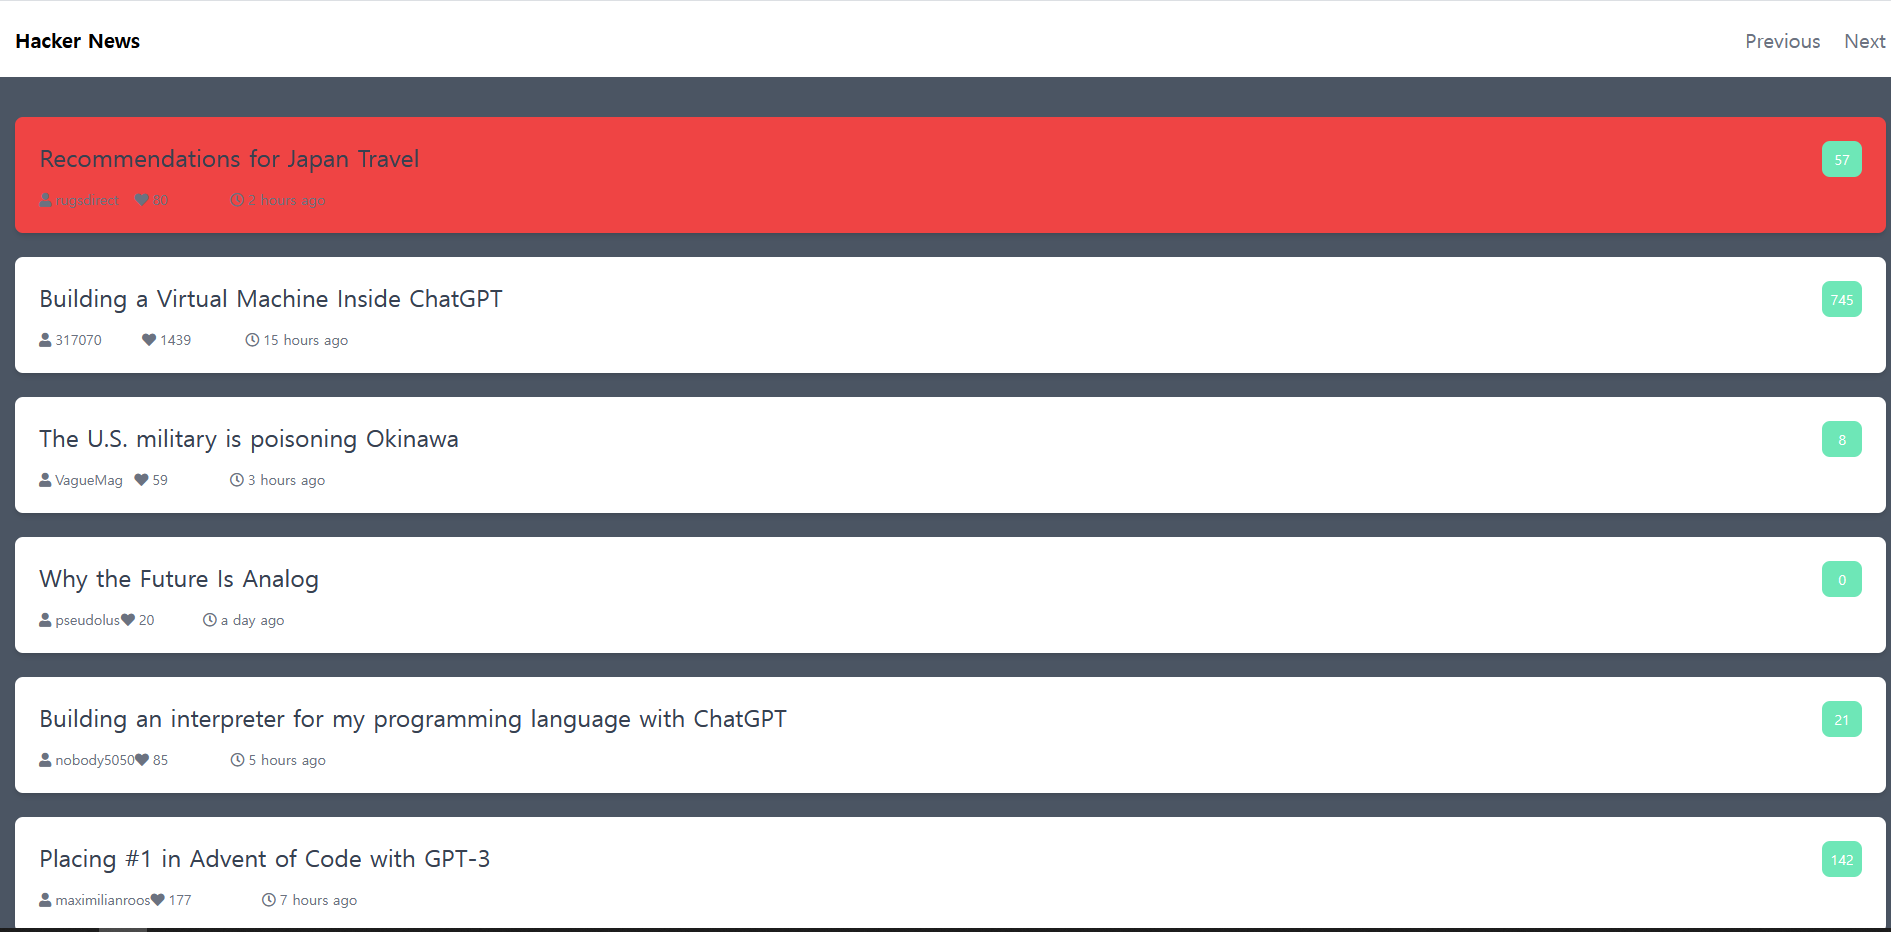 Hacker News
Previous Next
Recommendations for Japan Travel
57
rugsdirect 80 2 hours ago
Building a Virtual Machine Inside ChatGPT
745
317070 1439 15 hours ago
The U.S. military is poisoning Okinawa
8
VagueMag 59 3 hours ago
Why the Future Is Analog
0
pseudolus 20 a day ago
Building an interpreter for my programming language with ChatGPT
21
nobody5050 85 5 hours ago
Placing #1 in Advent of Code with GPT-3
142
maximilianroos 177 7 hours ago